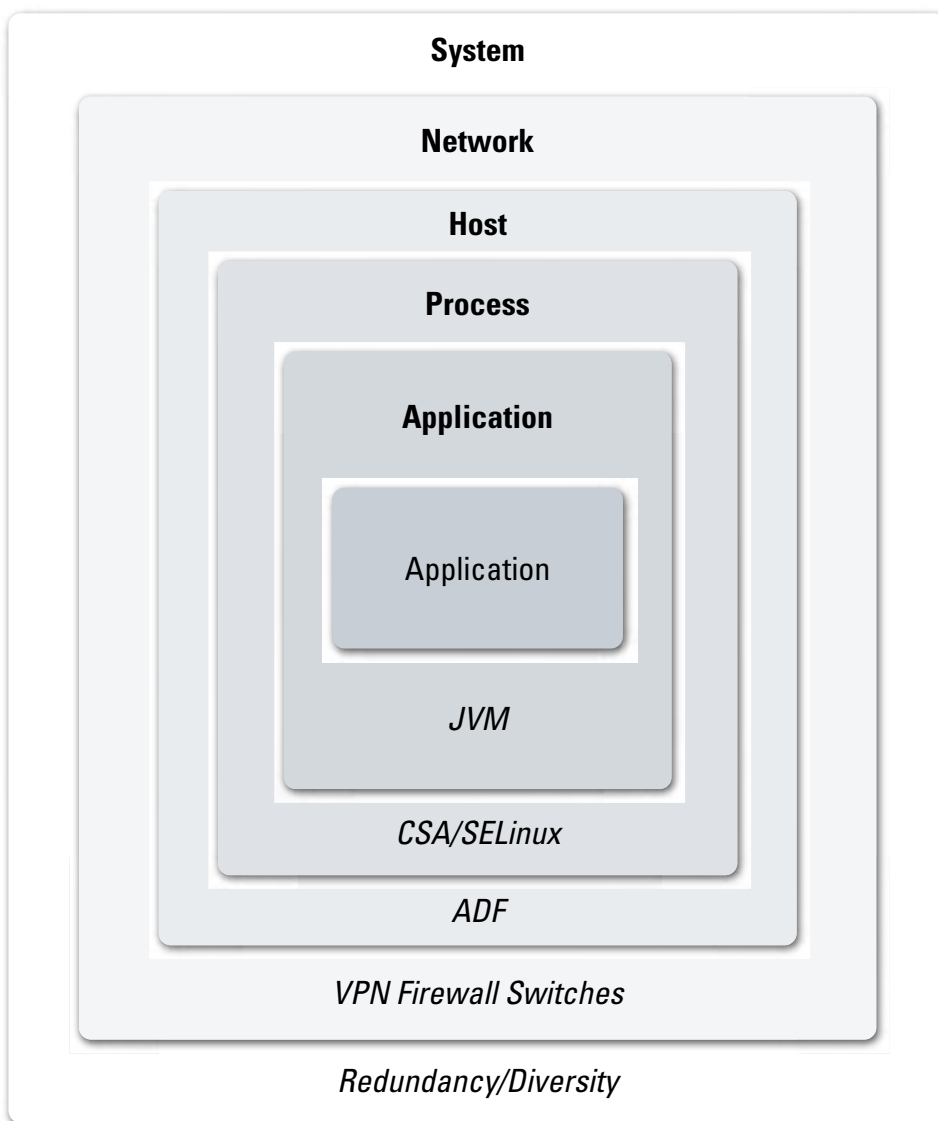 System
Network
Host
Process
Application
Application
JVM
CSA/SELinux
ADF
VPN Firewall Switches
Redundancy/Diversity